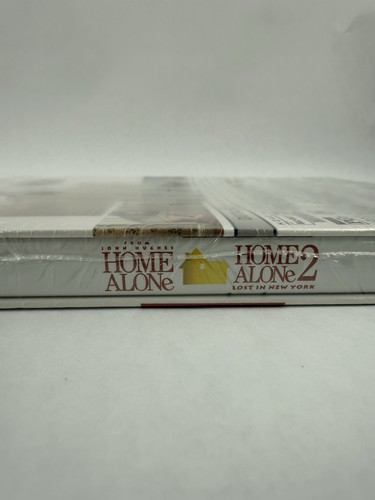 FROM
JOHN HUGHES
HOME
ALONe
HOME
ALONe 2
LOST IN NEW YORK